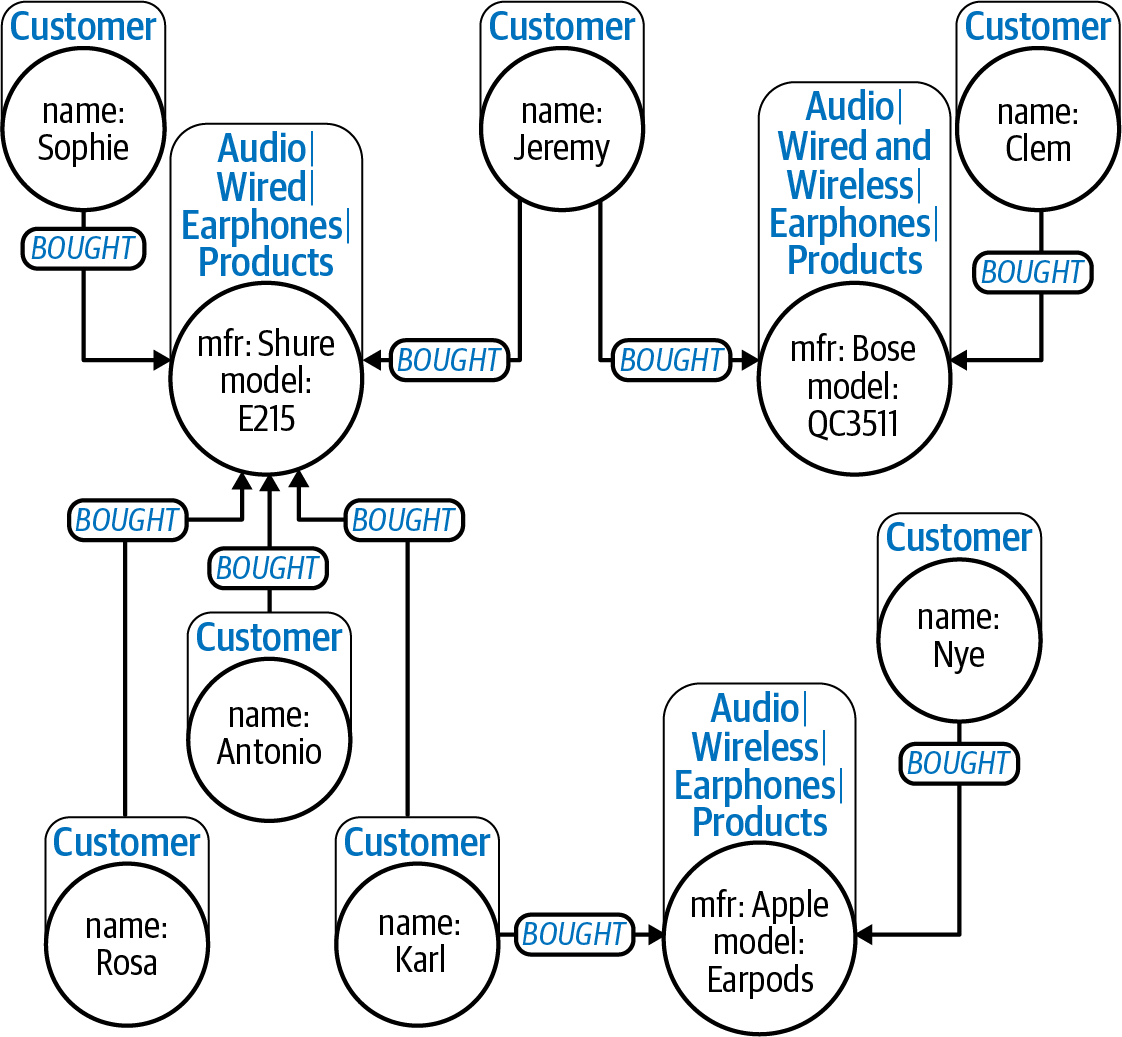 Customer
name:
Sophie
BOUGHT
Audio|
Wired|
Earphones|
Products
mfr: Shure
model:
E215
Customer
name:
Jeremy
BOUGHT
BOUGHT
Audio|
Wired and
Wireless|
Earphones|
Products
mfr: Bose
model:
QC3511
Customer
name:
Clem
BOUGHT
BOUGHT
BOUGHT
BOUGHT
Customer
name:
Antonio
Customer
name:
Rosa
Customer
name:
Karl
BOUGHT
Audio|
Wireless|
Earphones|
Products
mfr: Apple
model:
Earpods
Customer
name:
Nye
BOUGHT